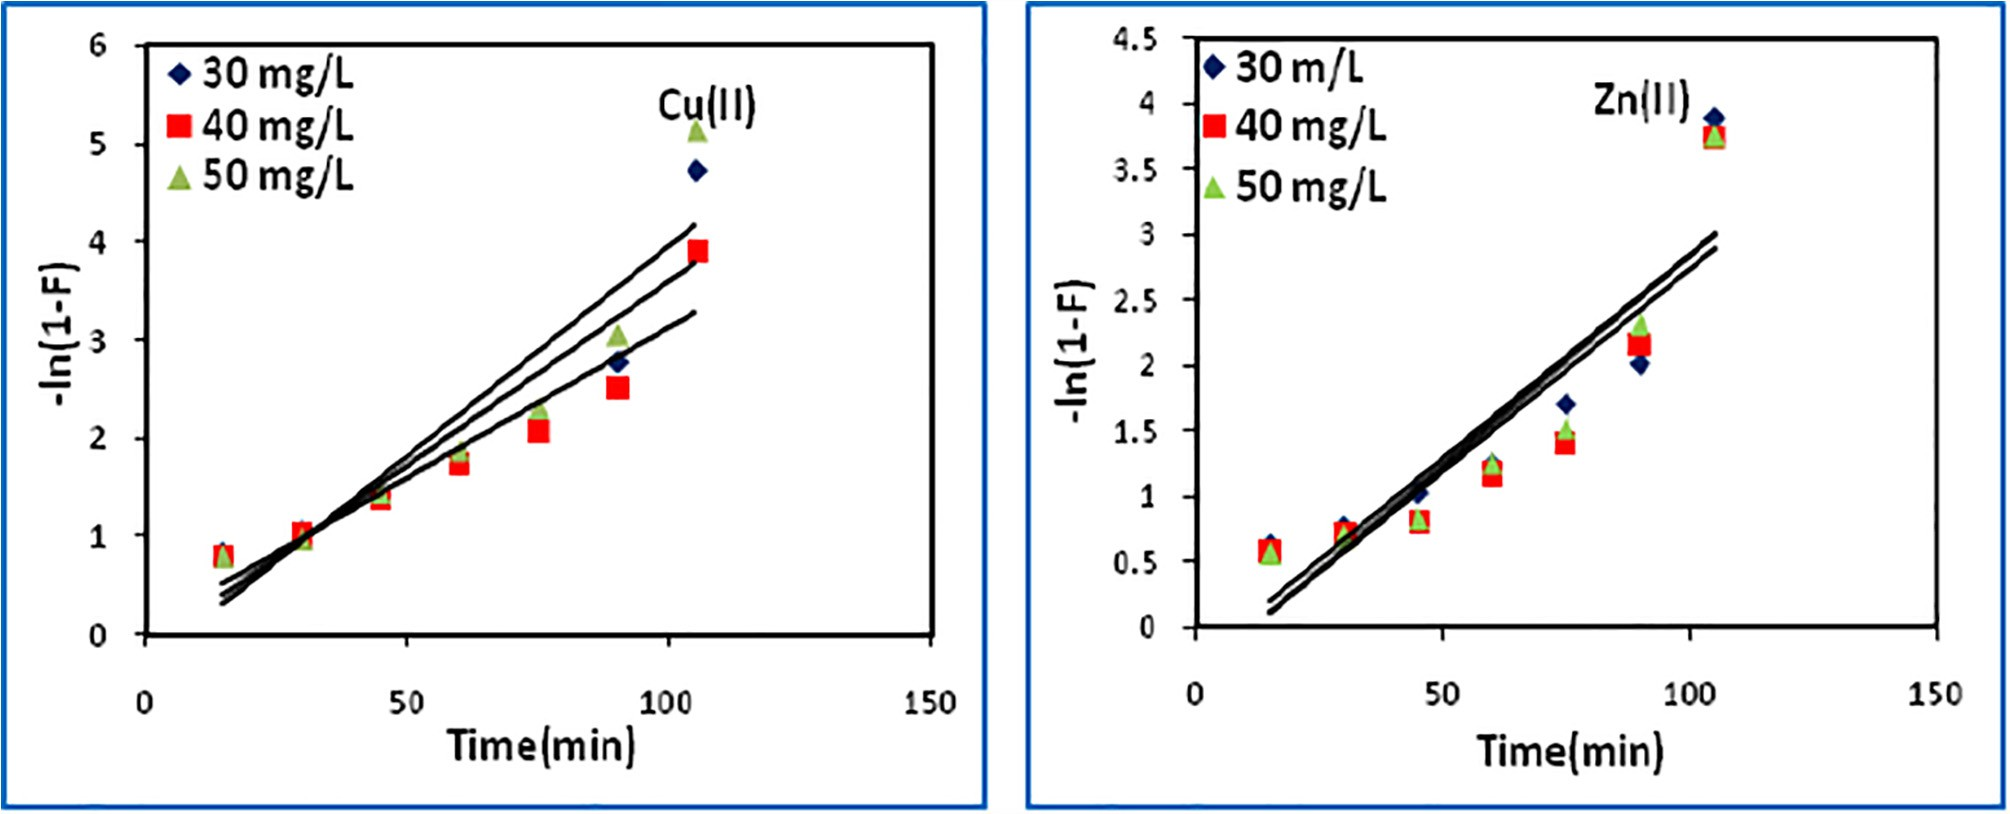 6
5
4
3
2
1
0
-ln(1-F)
30 mg/L
40 mg/L
50 mg/L
Cu(II)
0 50 100 150
Time(min)
4.5
4
3.5
3
2.5
2
1.5
1
0.5
0
-ln(1-F)
30 m/L
40 mg/L
50 mg/L
Zn(II)
0 50 100 150
Time(min)